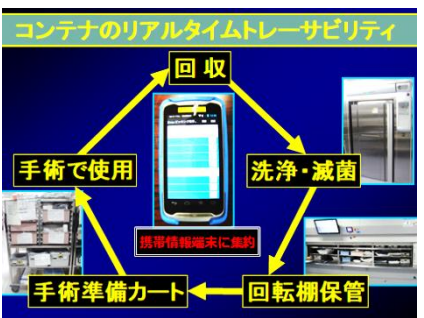 コンテナのリアルタイムトレーサビリティ
回収
手術で使用
洗浄・滅菌
携帯情報端末に集約
手術準備カート
回転棚保管